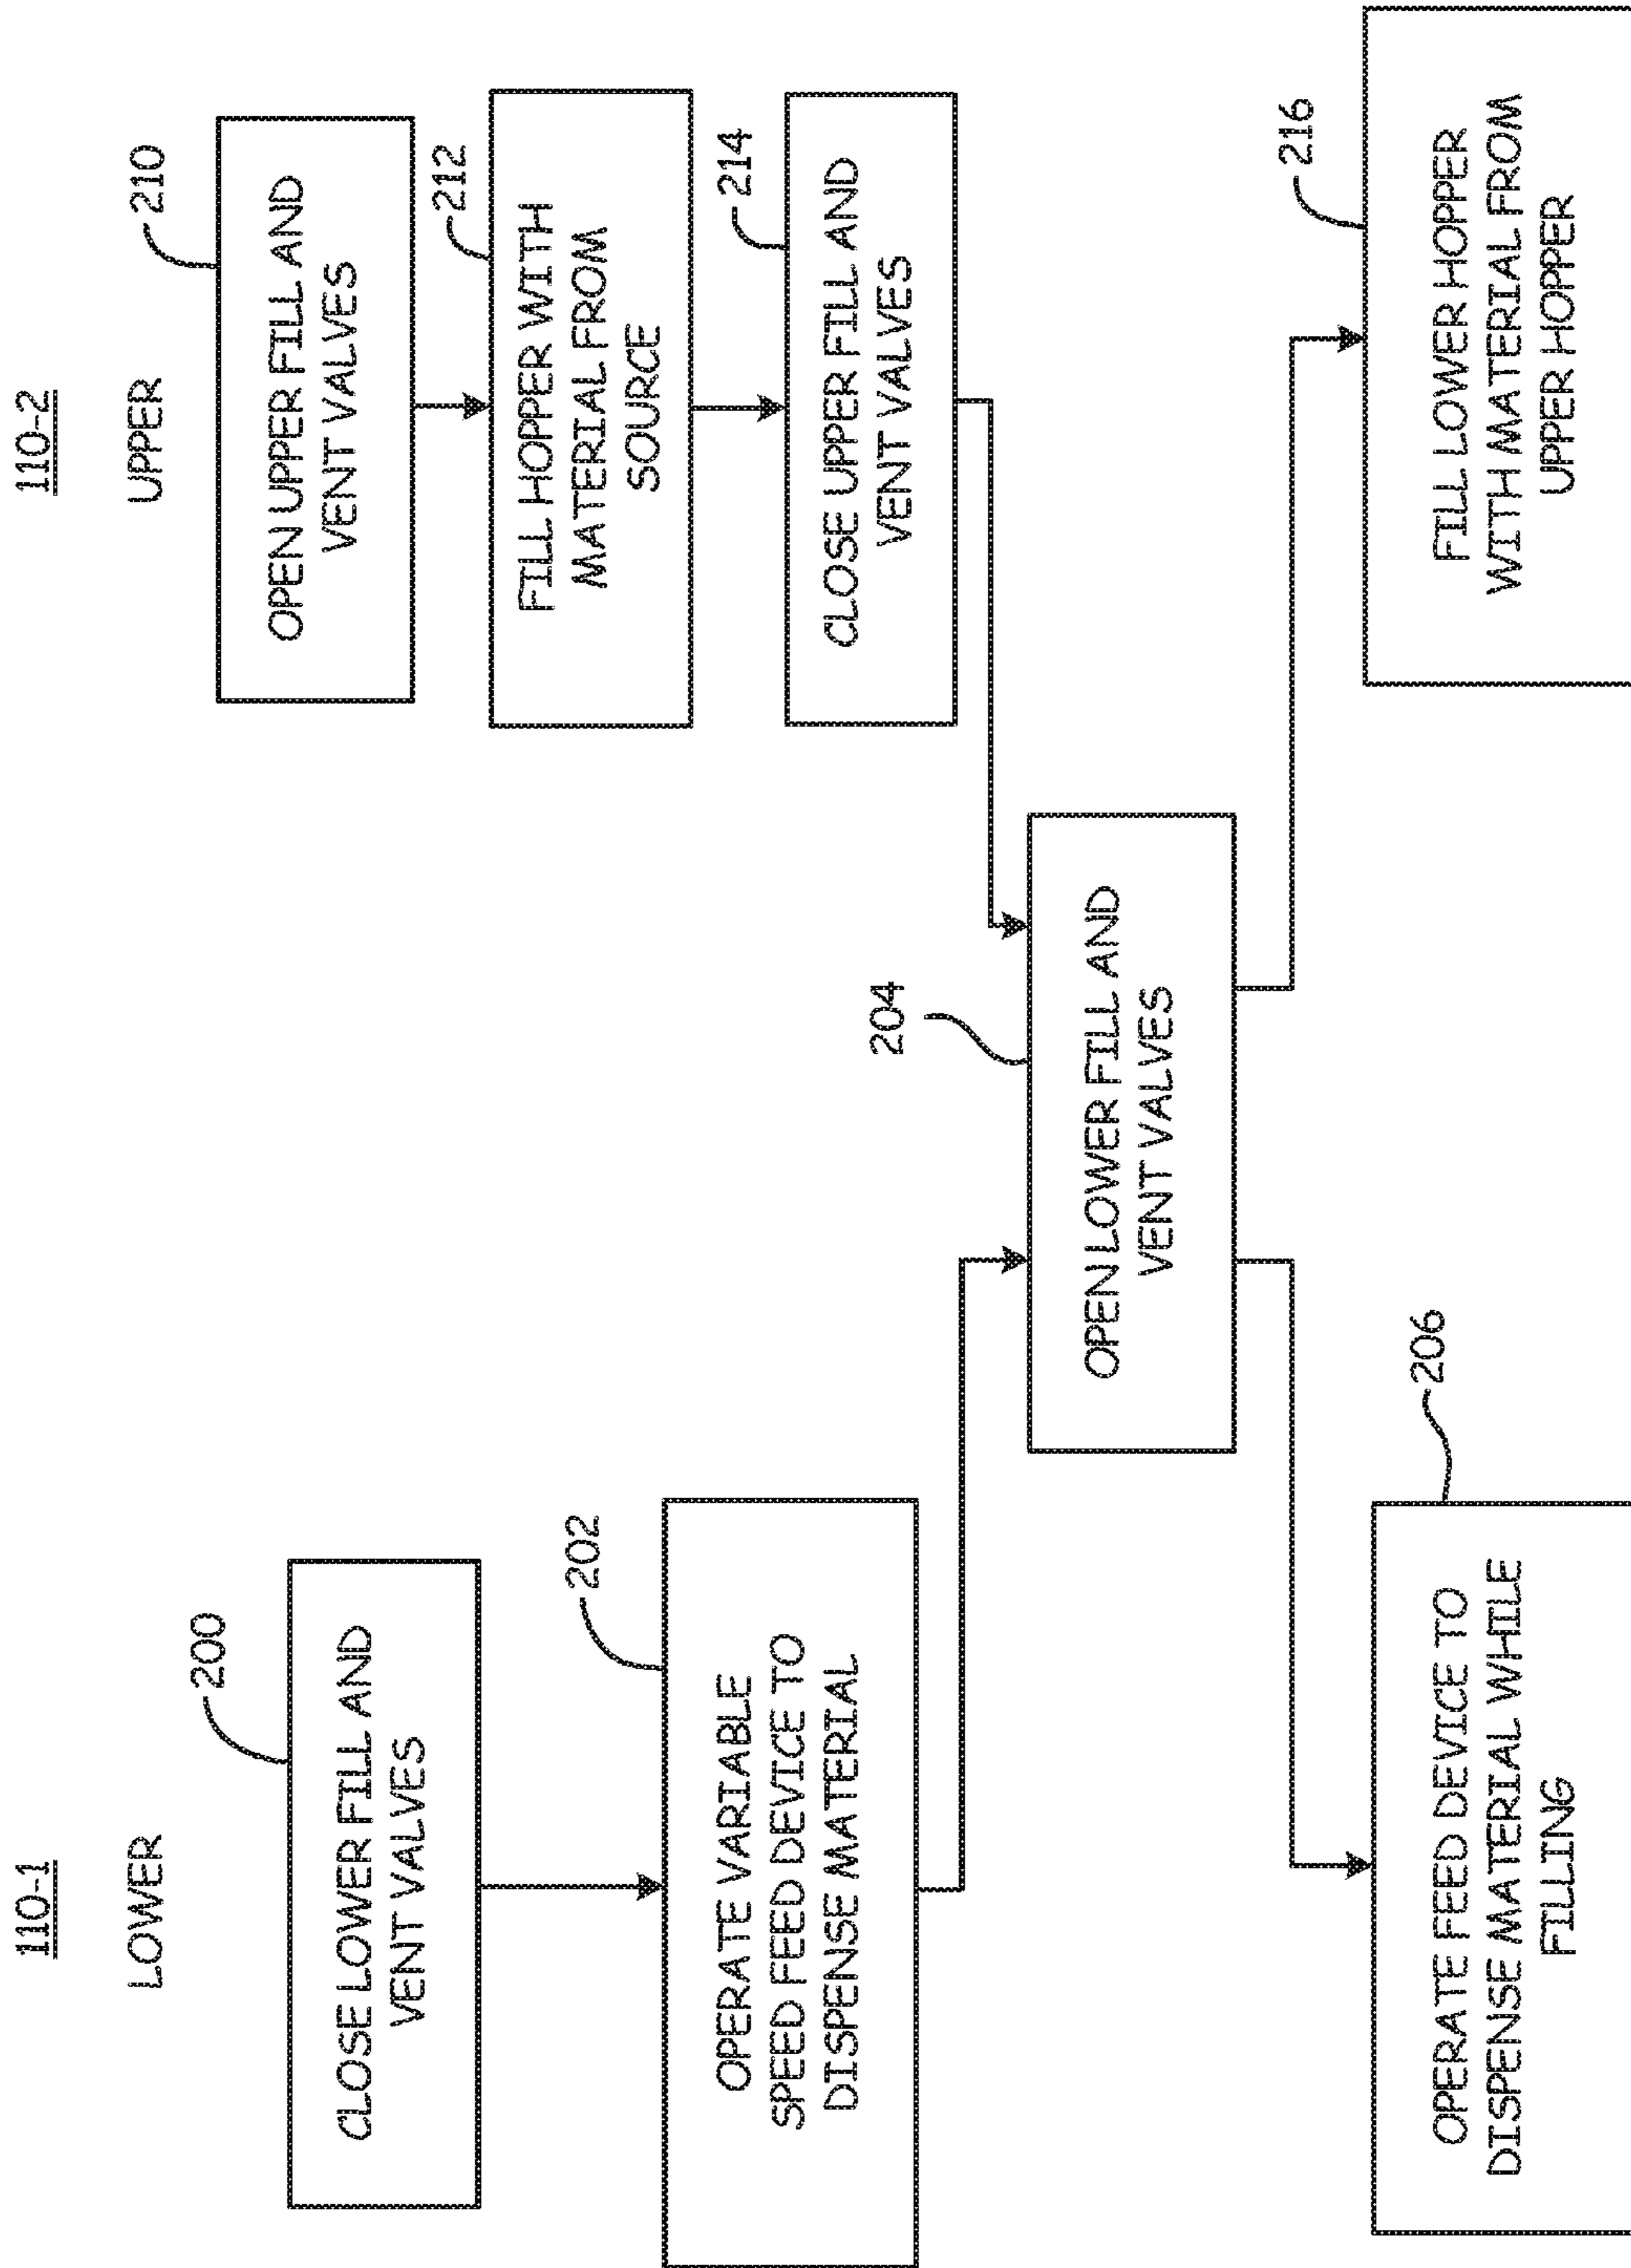 110-1
LOWER
200
CLOSE LOWER FILL AND
VENT VALVES
202
OPERATE VARIABLE
SPEED FEED DEVICE TO
DISPENSE MATERIAL
110-2
UPPER
210
OPEN UPPER FILL AND
VENT VALVES
212
FILL HOPPER WITH
MATERIAL FROM
SOURCE
214
CLOSE UPPER FILL AND
VENT VALVES
204
OPEN LOWER FILL AND
VENT VALVES
206
OPERATE FEED DEVICE TO
DISPENSE MATERIAL WHILE
FILLING
216
FILL LOWER HOPPER
WITH MATERIAL FROM
UPPER HOPPER